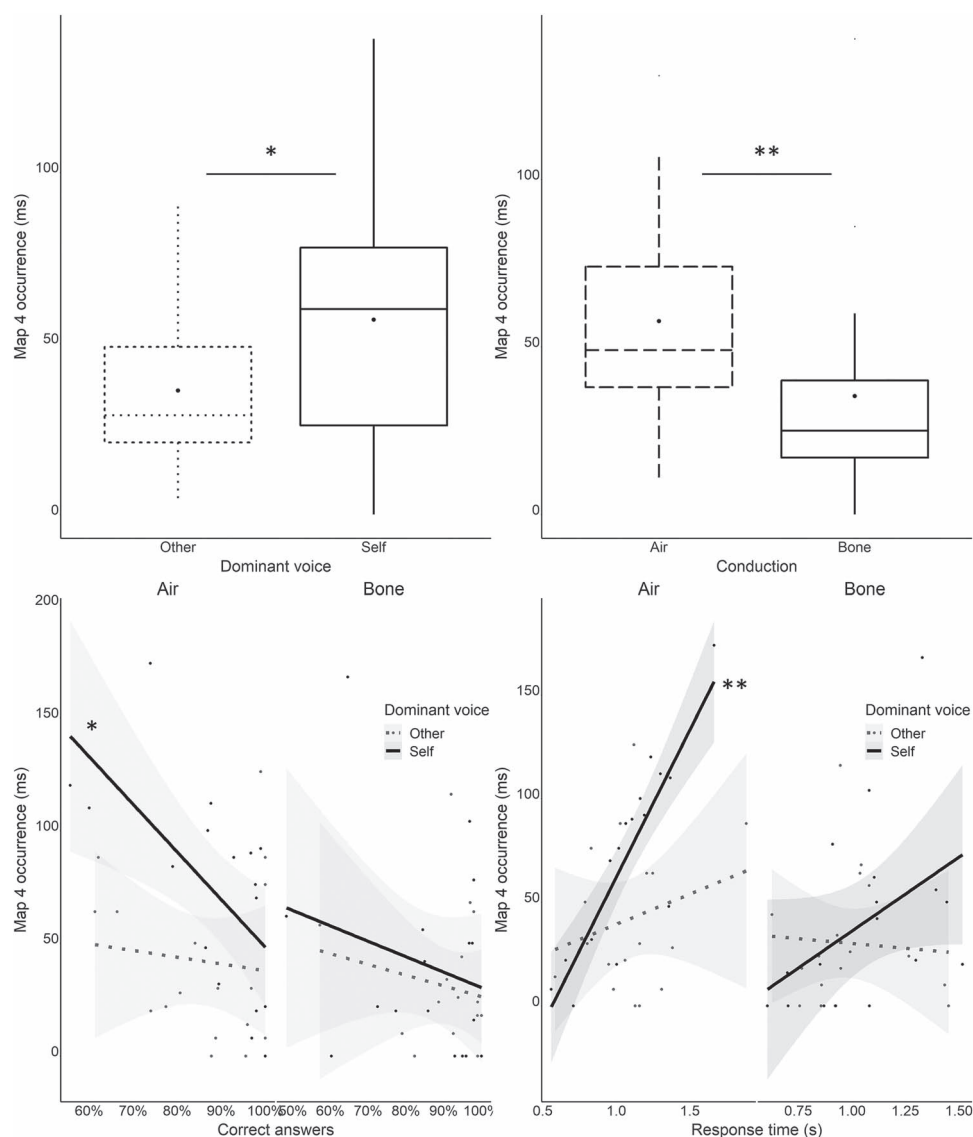 Map 4 occurrence (ms)
100
50
0
*
Other
Self
Dominant voice
Map 4 occurrence (ms)
100
50
0
**
Air
Bone
Conduction
Air
Bone
Map 4 occurrence (ms)
200
150
100
50
0
*
Dominant voice
Other
Self
60% 70% 80% 90% 100% 50% 60% 70% 80% 90% 100%
Correct answers
Air
Bone
Map 4 occurrence (ms)
150
100
50
0
**
Dominant voice
Other
Self
0.5 1.0 1.5 0.75 1.00 1.25 1.50
Response time (s)